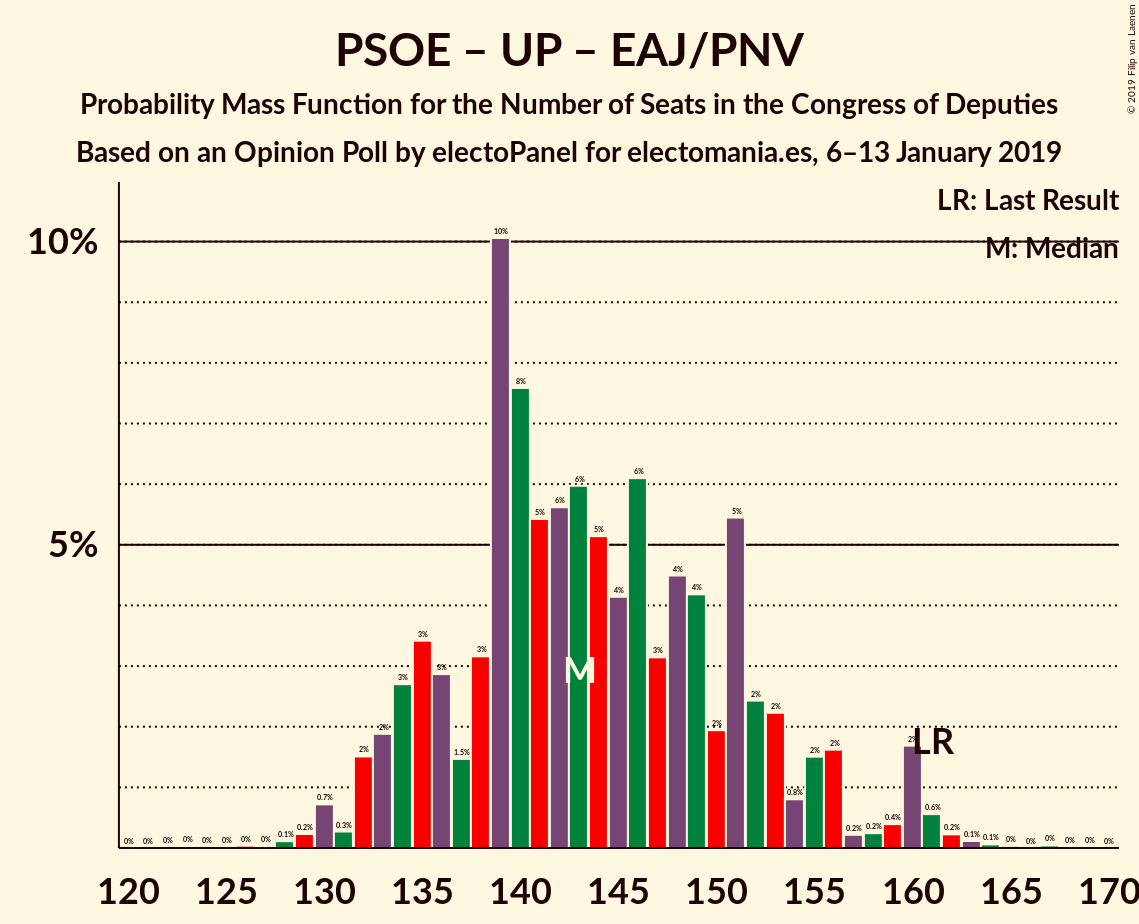 PSOE – UP – EAJ/PNV
Probability Mass Function for the Number of Seats in the Congress of Deputies
Based on an Opinion Poll by electoPanel for electomania.es, 6–13 January 2019
© 2019 Filip van Laenen
LR: Last Result
M: Median
10%
5%
0% 0% 0% 0% 0% 0% 0% 0% 0.1% 0.2% 0.7% 0.3% 2% 2% 3% 3% 3% 1.5% 3% 10% 8% 5% 6% 6% 5% 4% 6% 3% 4% 4% 2% 5% 2% 2% 0.8% 2% 2% 0.2% 0.2% 0.4% 2% 0.6% 0.2% 0.1% 0.1% 0% 0% 0% 0% 0% 0%
M
LR
120 125 130 135 140 145 150 155 160 165 170